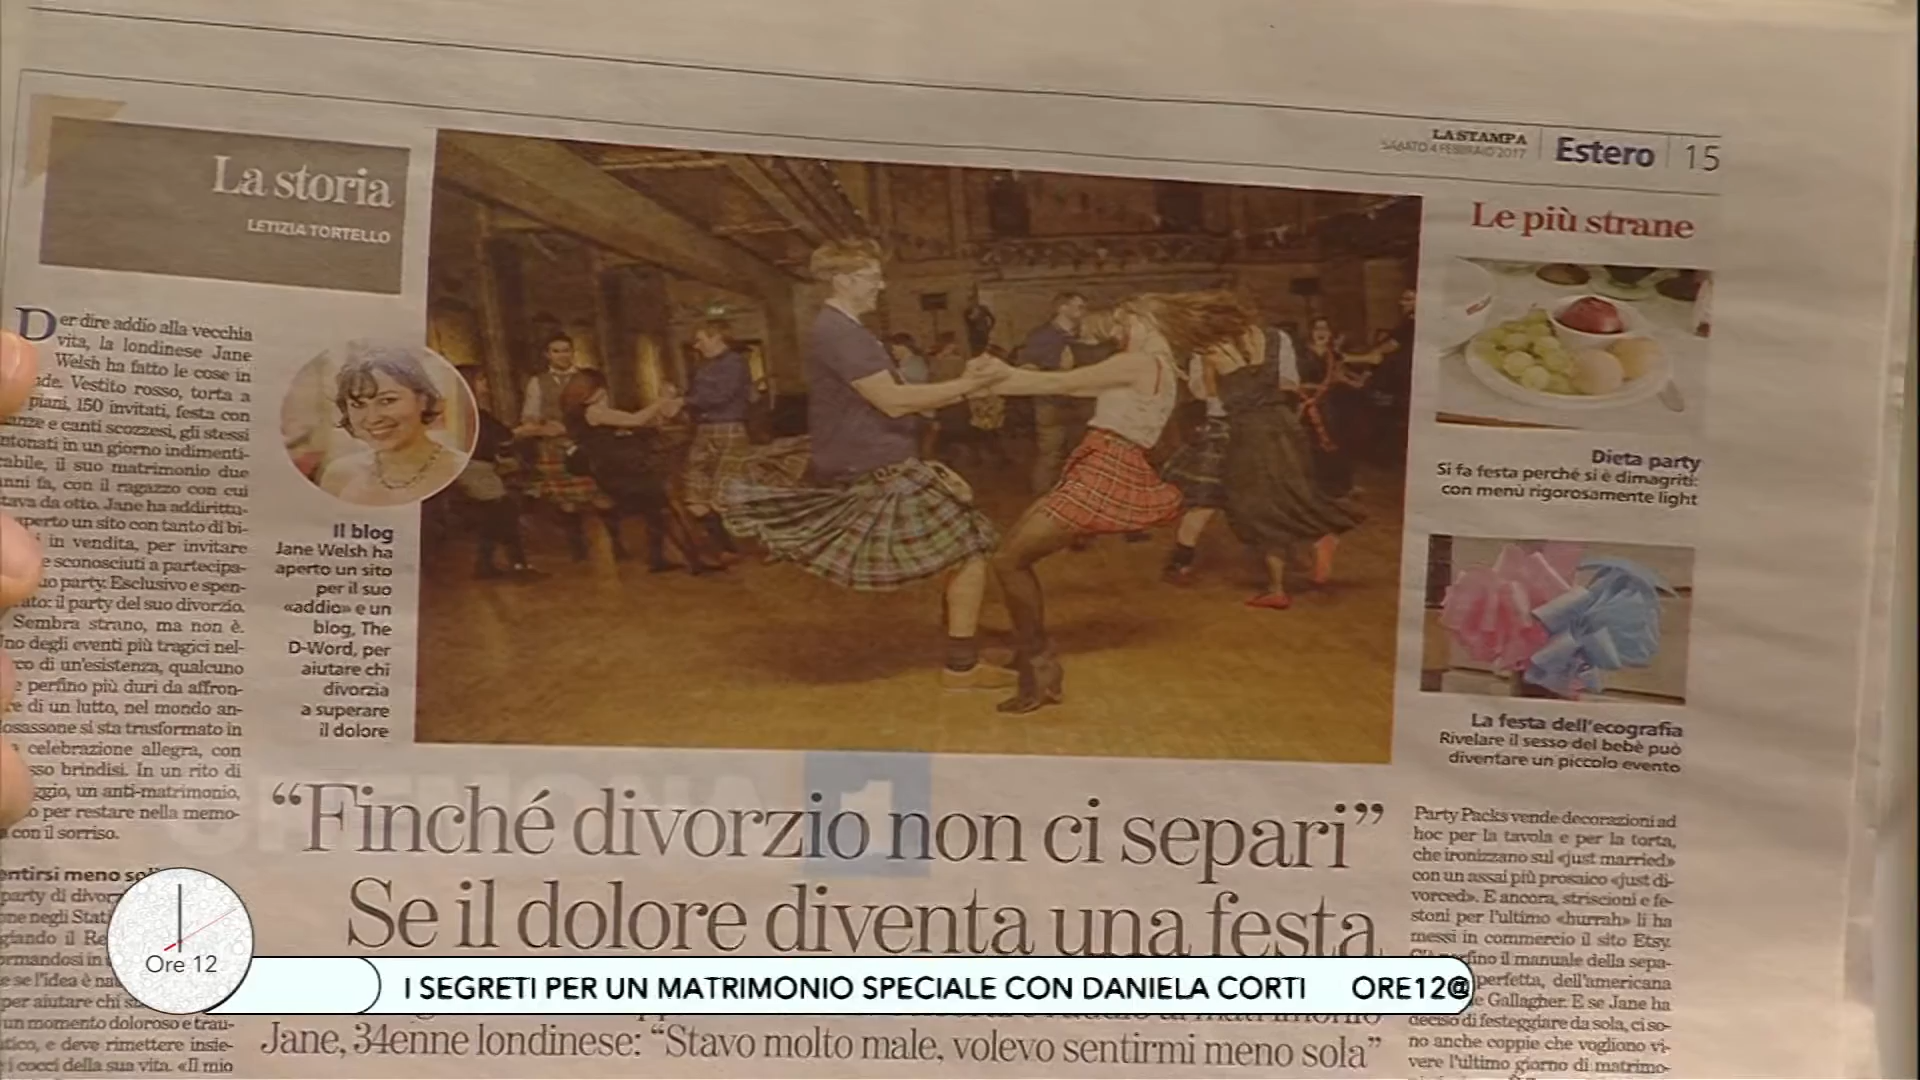 LA STAMPA
SABATO 4 FEBBRAIO 2017
Estero
15
La storia
LETIZIA TORTELLO
er dire addio alla vecchia
vita, la londinese Jane
Welsh ha fatto le cose in
Vestito rosso, torta a
piani, 150 invitati, festa con
e canti scozzesi, gli stessi
in un giorno indimenti-
il suo matrimonio due
fa, con il ragazzo con cui
da otto. Jane ha addirittu-
un sito con tanto di bi-
in vendita, per invitare
e sconosciuti a partecipa-
party. Esclusivo e spen-
il party del suo divorzio.
Sembra strano, ma non è.
degli eventi più tragici nel-
di un'esistenza, qualcuno
perfino più duri da affron-
di un lutto, nel mondo an-
si sta trasformato in
celebrazione allegra, con
brindisi. In un rito di
un anti-matrimonio,
per restare nella memo-
con il sorriso.
party di
negli
il
in
se l'idea è
per aiutare chi
un momento doloroso e trau-
e deve rimettere insie-
i cocci della sua vita. «Il mio
Il blog
Jane Welsh ha
aperto un sito
per il suo
«addio» e un
blog, The
D-Word, per
aiutare chi
divorzia
a superare
il dolore
Le più strane
Dieta party
Si fa festa perché si è dimagriti:
con menù rigorosamente light
La festa dell'ecografia
Rivelare il sesso del bebè può
diventare un piccolo evento
1
“Finché divorzio non ci separi”
Se il dolore diventa una festa
Jane, 34enne londinese: “Stavo molto male, volevo sentirmi meno sola”
Party Packs vende decorazioni ad
hoc per la tavola e per la torta,
che ironizzano sul «just married»
con un assai più prosaico «just di-
vorced». E ancora, striscioni e fe-
stoni per l'ultimo «hurrah» li ha
messi in commercio il sito Etsy.
il manuale della sepa-
perfetta, dell'americana
Gallagher. E se Jane ha
deciso di festeggiare da sola, ci so-
no anche coppie che vogliono vi-
vere l'ultimo giorno di matrimo-
Ore 12
I SEGRETI PER UN MATRIMONIO SPECIALE CON DANIELA CORTI ORE12@